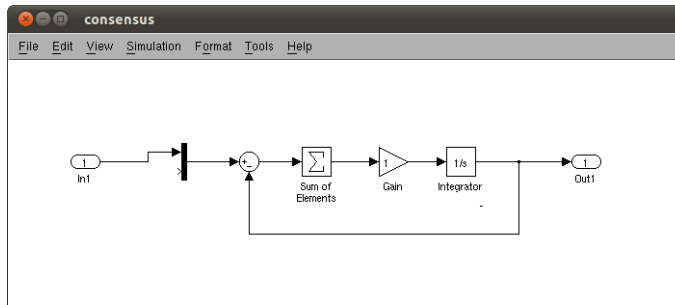 consensus
File Edit View Simulation Format Tools Help
1
In1
+
-
Sum of
Elements
1
Gain
1/s
Integrator
-
1
Out1